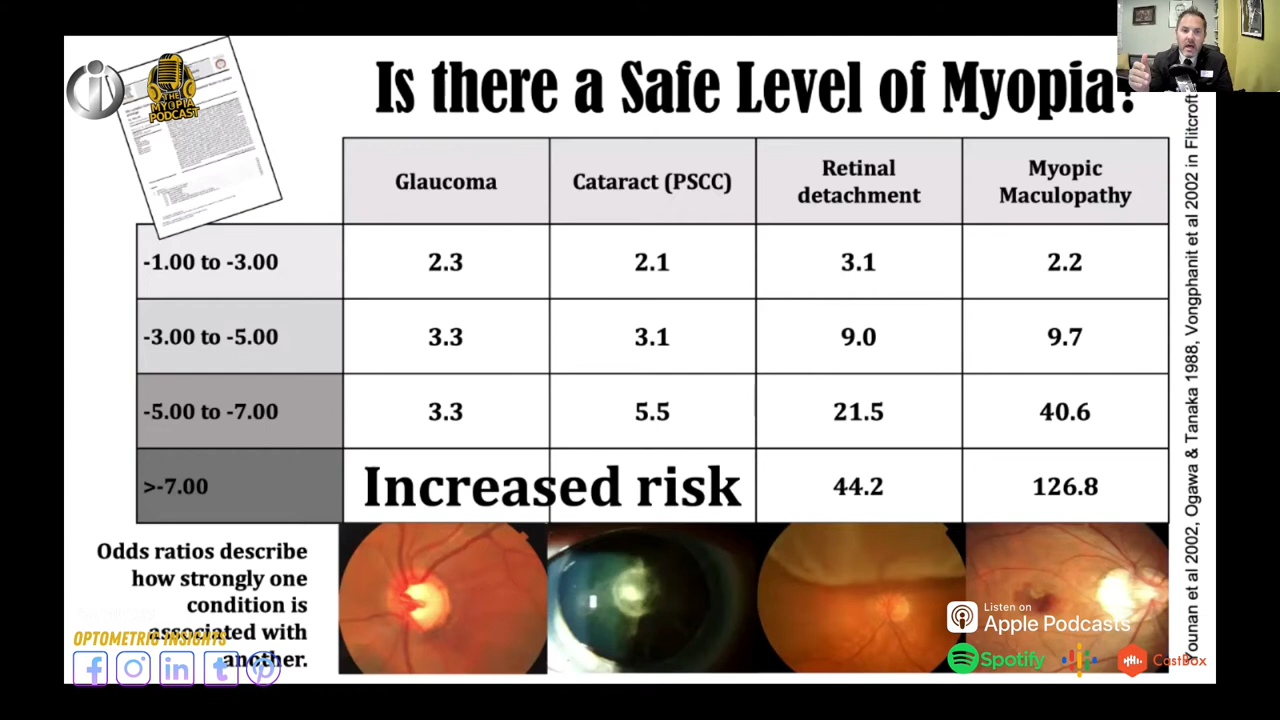 THE
MYOPIA
PODCAST
Is there a Safe Level of Myopia?
Glaucoma
Cataract (PSCC)
Retinal
detachment
Myopic
Maculopathy
-1.00 to -3.00
2.3
2.1
3.1
2.2
-3.00 to -5.00
3.3
3.1
9.0
9.7
-5.00 to -7.00
3.3
5.5
21.5
40.6
>-7.00
Increased risk
44.2
126.8
Odds ratios describe
how strongly one
condition is
associated with
another.
OPTOMETRIC INSIGHTS
Listen on
Apple Podcasts
Spotify
CastBox
Younan et al 2002, Ogawa & Tanaka 1988, Vongphanit et al 2002 in Flitcroft